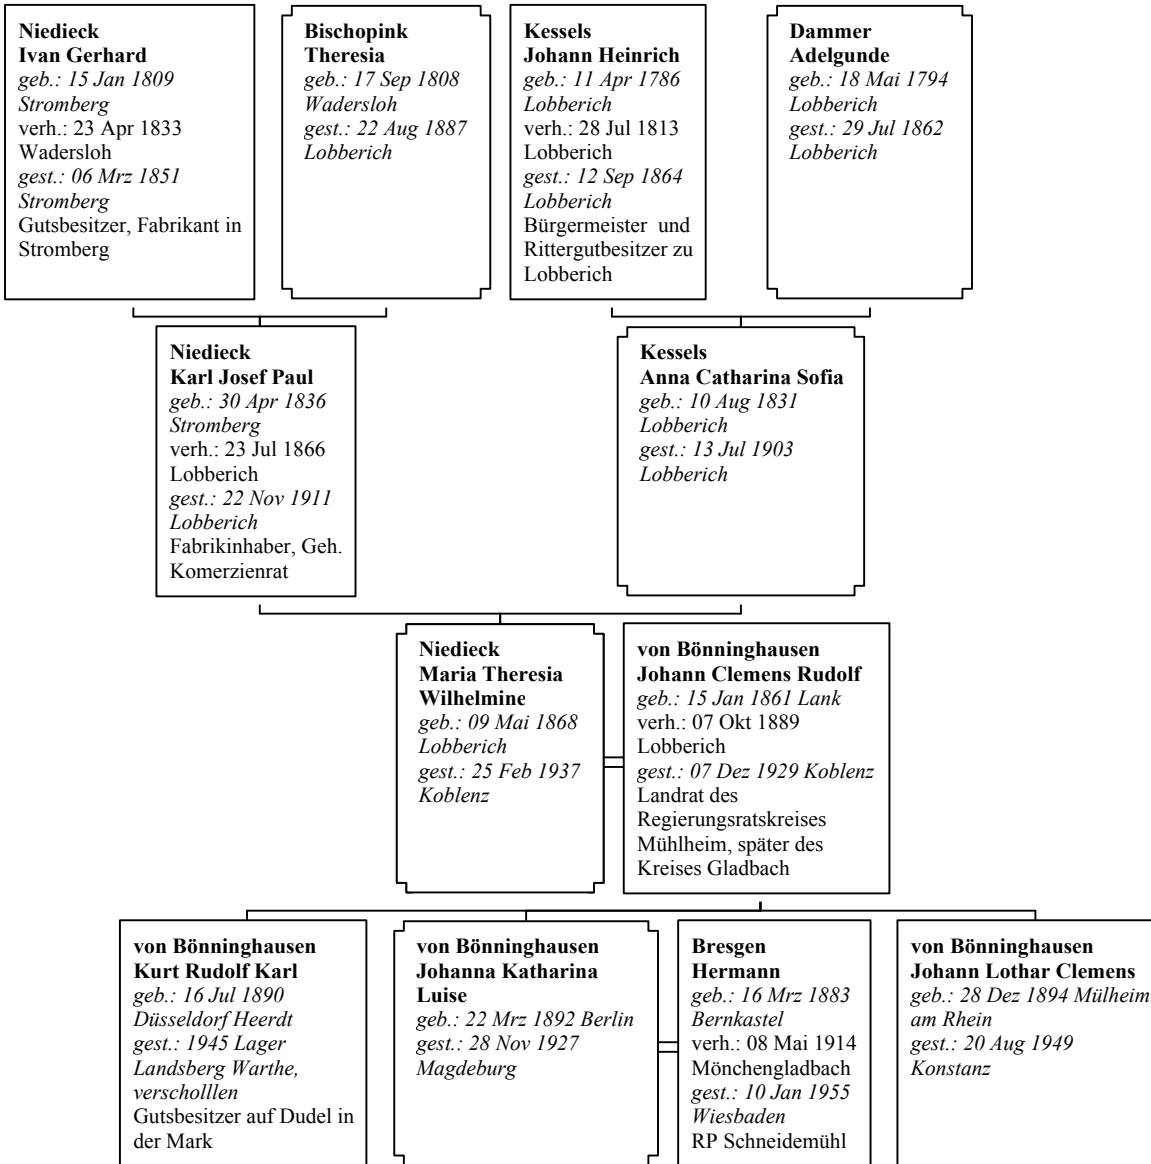 Niedieck
Ivan Gerhard
geb.: 15 Jan 1809
Stromberg
verh.: 23 Apr 1833
Wadersloh
gest.: 06 Mrz 1851
Stromberg
Gutsbesitzer, Fabrikant in
Stromberg
Bischopink
Theresia
geb.: 17 Sep 1808
Wadersloh
gest.: 22 Aug 1887
Lobberich
Kessels
Johann Heinrich
geb.: 11 Apr 1786
Lobberich
verh.: 28 Jul 1813
Lobberich
gest.: 12 Sep 1864
Lobberich
Bürgermeister und
Rittergutbesitzer zu
Lobberich
Dammer
Adelgunde
geb.: 18 Mai 1794
Lobberich
gest.: 29 Jul 1862
Lobberich
Niedieck
Karl Josef Paul
geb.: 30 Apr 1836
Stromberg
verh.: 23 Jul 1866
Lobberich
gest.: 22 Nov 1911
Lobberich
Fabrikinhaber, Geh.
Komerzienrat
Kessels
Anna Catharina Sofia
geb.: 10 Aug 1831
Lobberich
gest.: 13 Jul 1903
Lobberich
Niedieck
Maria Theresia
Wilhelmine
geb.: 09 Mai 1868
Lobberich
gest.: 25 Feb 1937
Koblenz
von Bönninghausen
Johann Clemens Rudolf
geb.: 15 Jan 1861 Lank
verh.: 07 Okt 1889
Lobberich
gest.: 07 Dez 1929 Koblenz
Landrat des
Regierungsratskreises
Mühlheim, später des
Kreises Gladbach
von Bönninghausen
Kurt Rudolf Karl
geb.: 16 Jul 1890
Düsseldorf Heerdt
gest.: 1945 Lager
Landsberg Warthe,
verscholllen
Gutsbesitzer auf Dudel in
der Mark
von Bönninghausen
Johanna Katharina
Luise
geb.: 22 Mrz 1892 Berlin
gest.: 28 Nov 1927
Magdeburg
Bresgen
Hermann
geb.: 16 Mrz 1883
Bernkastel
verh.: 08 Mai 1914
Mönchengladbach
gest.: 10 Jan 1955
Wiesbaden
RP Schneidemühl
von Bönninghausen
Johann Lothar Clemens
geb.: 28 Dez 1894 Mülheim
am Rhein
gest.: 20 Aug 1949
Konstanz